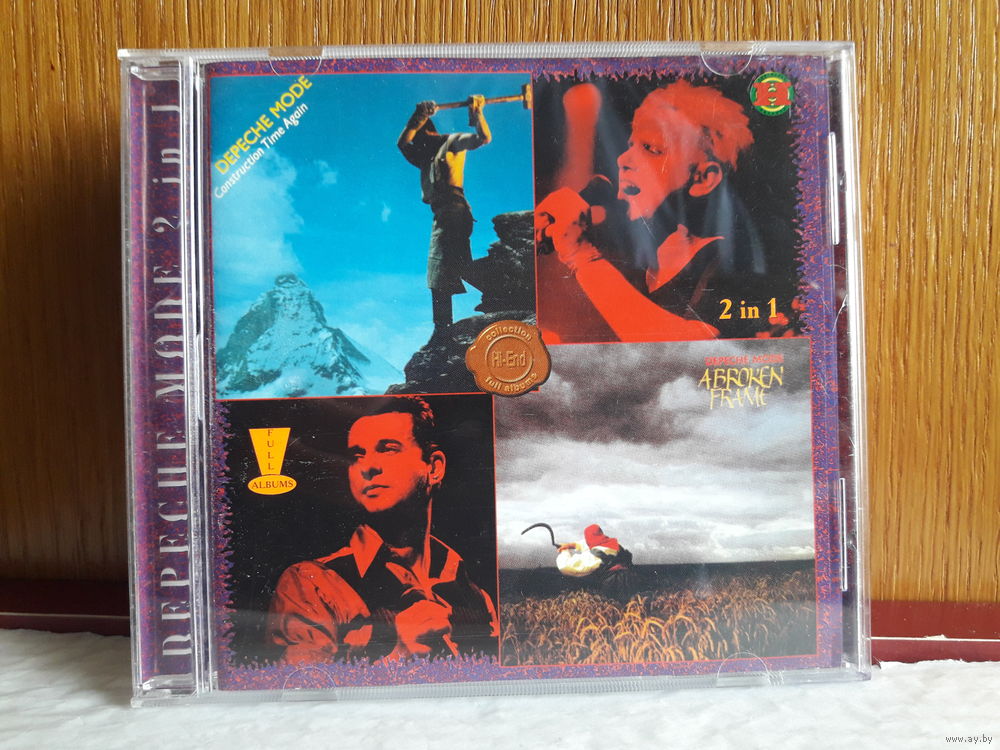 DEPECHE MODE 2 in 1
DEPECHE MODE
Construction Time Again
H
2 in 1
collection
Hi-End
full albums
DEPECHE MODE
A BROKEN
FRAME
FULL
ALBUMS
www.ay.by